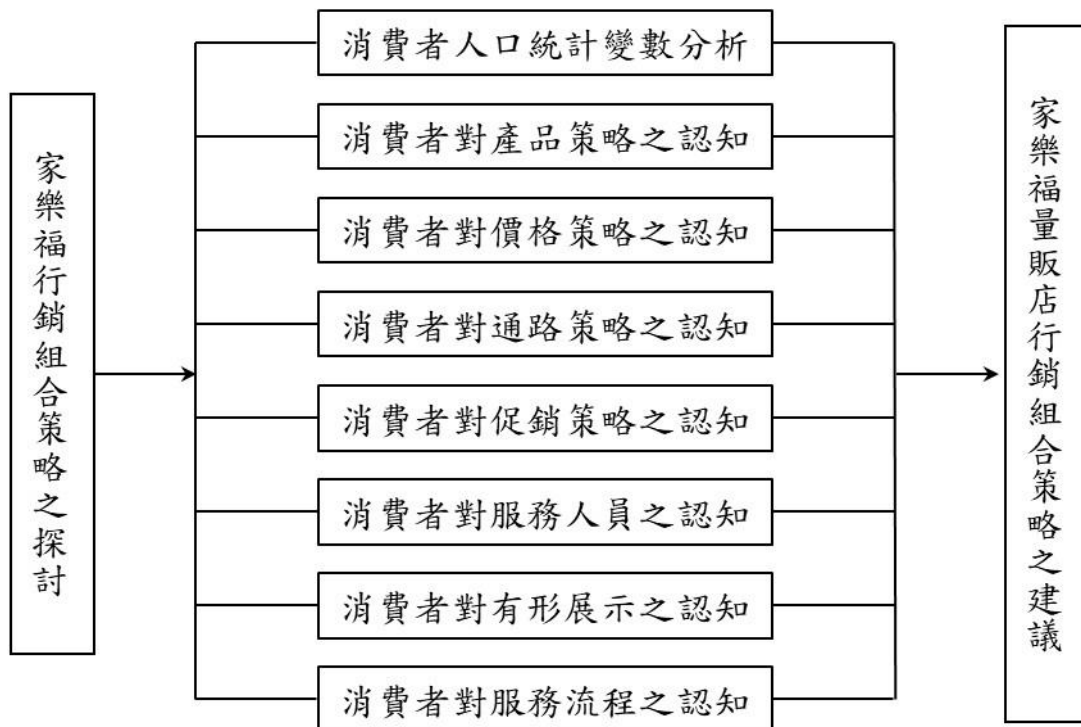 家樂福行銷組合策略之探討
消費者人口統計變數分析
消費者對產品策略之認知
消費者對價格策略之認知
消費者對通路策略之認知
消費者對促銷策略之認知
消費者對服務人員之認知
消費者對有形展示之認知
消費者對服務流程之認知
家樂福量販店行銷組合策略之建議